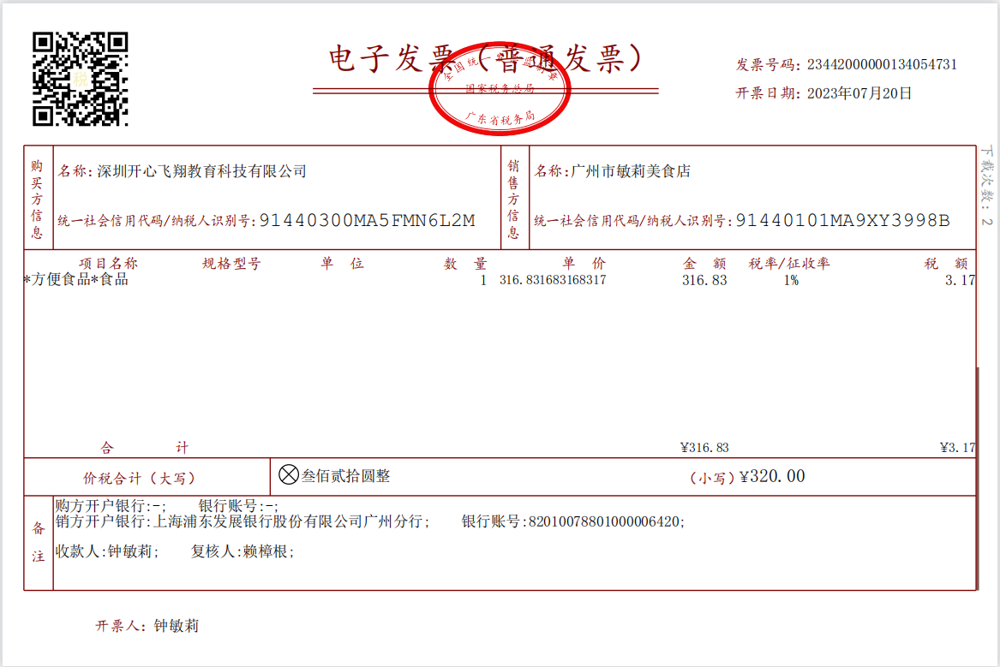 电子发票（普通发票）
全国统一发票监制章
国家税务总局
广东省税务局
发票号码: 23442000000134054731
开票日期: 2023年07月20日
税
下载次数: 2
购买方信息
名称: 深圳开心飞翔教育科技有限公司
统一社会信用代码/纳税人识别号: 91440300MA5FMN6L2M
销售方信息
名称: 广州市敏莉美食店
统一社会信用代码/纳税人识别号: 91440101MA9XY3998B
项目名称 规格型号 单 位 数 量 单 价 金 额 税率/征收率 税 额
*方便食品*食品 1 316.831683168317 316.83 1% 3.17
合 计 ¥316.83 ¥3.17
价税合计（大写） ⊗叁佰贰拾圆整 （小写）¥320.00
备注
购方开户银行:-; 银行账号:-;
销方开户银行:上海浦东发展银行股份有限公司广州分行; 银行账号:82010078801000006420;
收款人:钟敏莉; 复核人:赖樟根;
开票人: 钟敏莉